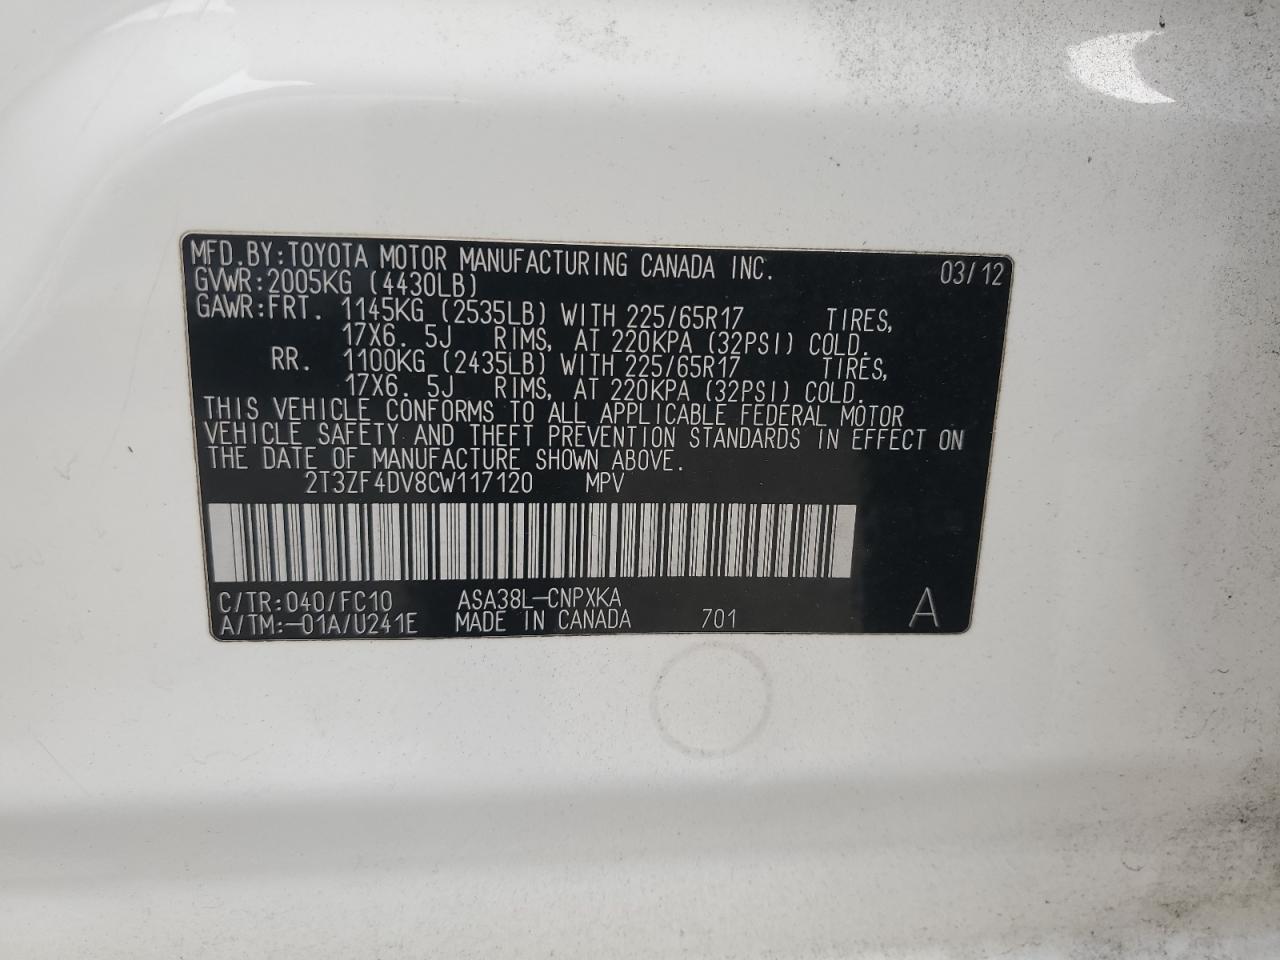 MFD.BY:TOYOTA MOTOR MANUFACTURING CANADA INC. 03/12
GVWR:2005KG (4430LB)
GAWR:FRT. 1145KG (2535LB) WITH 225/65R17 TIRES,
17X6.5J RIMS, AT 220KPA (32PSI) COLD.
RR. 1100KG (2435LB) WITH 225/65R17 TIRES,
17X6.5J RIMS, AT 220KPA (32PSI) COLD.
THIS VEHICLE CONFORMS TO ALL APPLICABLE FEDERAL MOTOR
VEHICLE SAFETY AND THEFT PREVENTION STANDARDS IN EFFECT ON
THE DATE OF MANUFACTURE SHOWN ABOVE.
2T3ZF4DV8CW117120 MPV
C/TR:040/FC10 ASA38L-CNPXKA
A/TM:-01A/U241E MADE IN CANADA 701 A